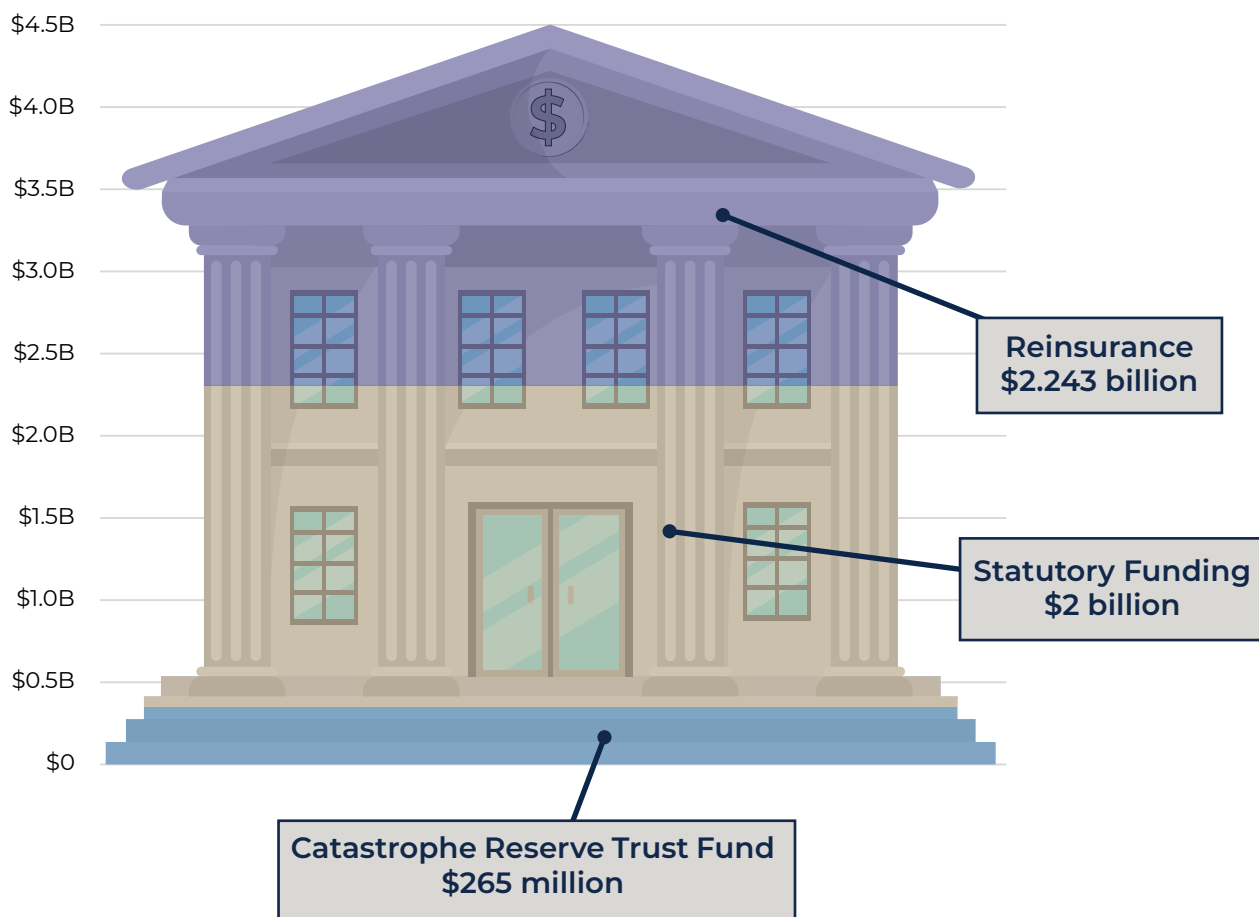 $4.5B
$4.0B
$
$3.5B
$3.0B
$2.5B
Reinsurance
$2.243 billion
$2.0B
$1.5B
Statutory Funding
$2 billion
$1.0B
$0.5B
$0
Catastrophe Reserve Trust Fund
$265 million